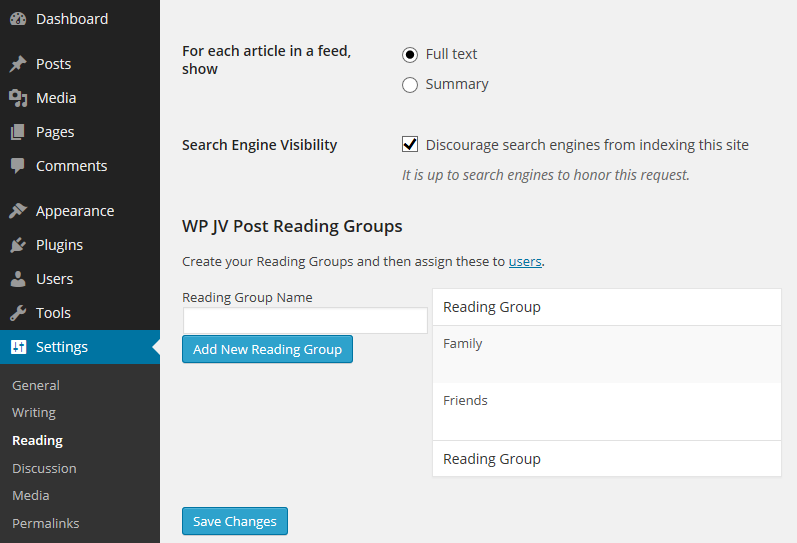 Dashboard
Posts
Media
Pages
Comments
Appearance
Plugins
Users
Tools
Settings
General
Writing
Reading
Discussion
Media
Permalinks
For each article in a feed,
show
Full text
Summary
Search Engine Visibility
Discourage search engines from indexing this site
It is up to search engines to honor this request.
WP JV Post Reading Groups
Create your Reading Groups and then assign these to users.
Reading Group Name
Add New Reading Group
Reading Group
Family
Friends
Reading Group
Save Changes